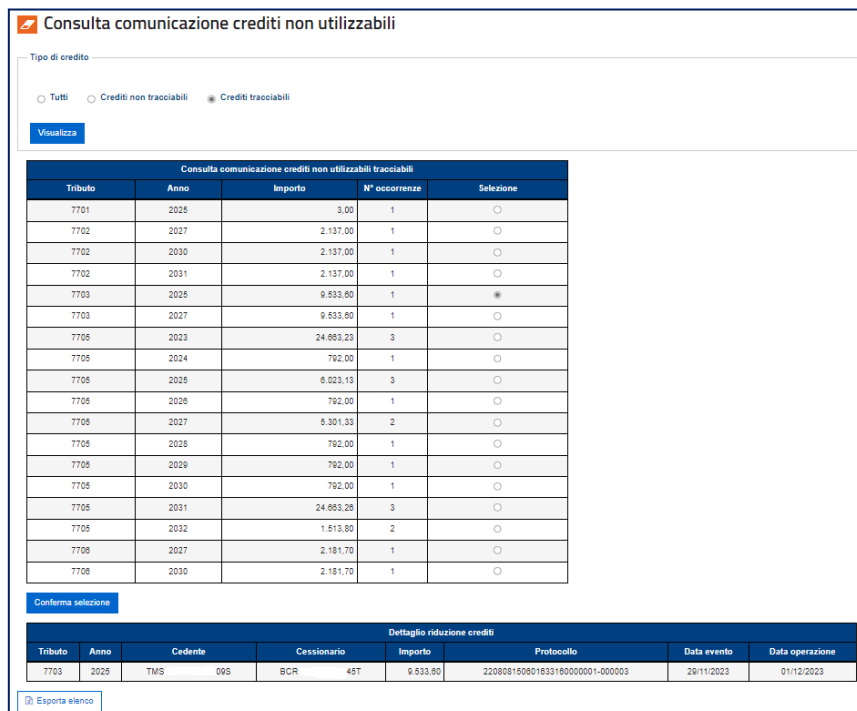 Consulta comunicazione crediti non utilizzabili
Tipo di credito
Tutti Crediti non tracciabili Crediti tracciabili
Visualizza
Consulta comunicazione crediti non utilizzabili tracciabili
Tributo Anno Importo N° occorrenze Selezione
7701 2025 3,00 1
7702 2027 2.137,00 1
7702 2030 2.137,00 1
7702 2031 2.137,00 1
7703 2025 9.533,60 1
7703 2027 9.533,60 1
7705 2023 24.663,23 3
7705 2024 792,00 1
7705 2025 6.023,13 3
7705 2026 792,00 1
7705 2027 5.301,33 2
7705 2028 792,00 1
7705 2029 792,00 1
7705 2030 792,00 1
7705 2031 24.663,26 3
7705 2032 1.513,80 2
7706 2027 2.181,70 1
7706 2030 2.181,70 1
Conferma selezione
Dettaglio riduzione crediti
Tributo Anno Cedente Cessionario Importo Protocollo Data evento Data operazione
7703 2025 TMS 09S BCR 45T 9.533,60 22080815060163316000001-000003 29/11/2023 01/12/2023
Esporta elenco